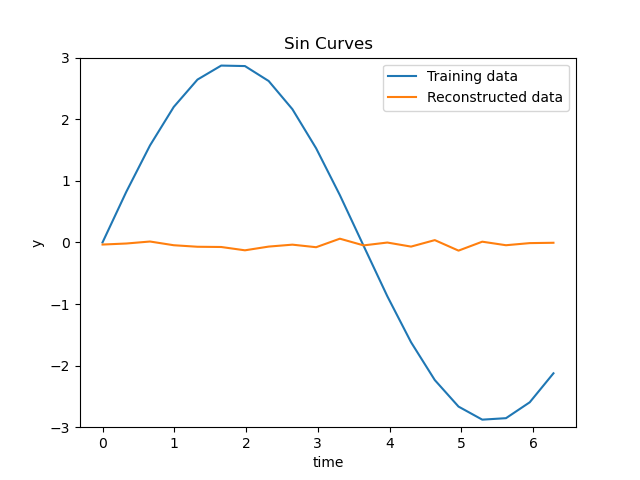 Sin Curves
Training data
Reconstructed data
3
2
1
0
−1
−2
−3
y
0 1 2 3 4 5 6
time